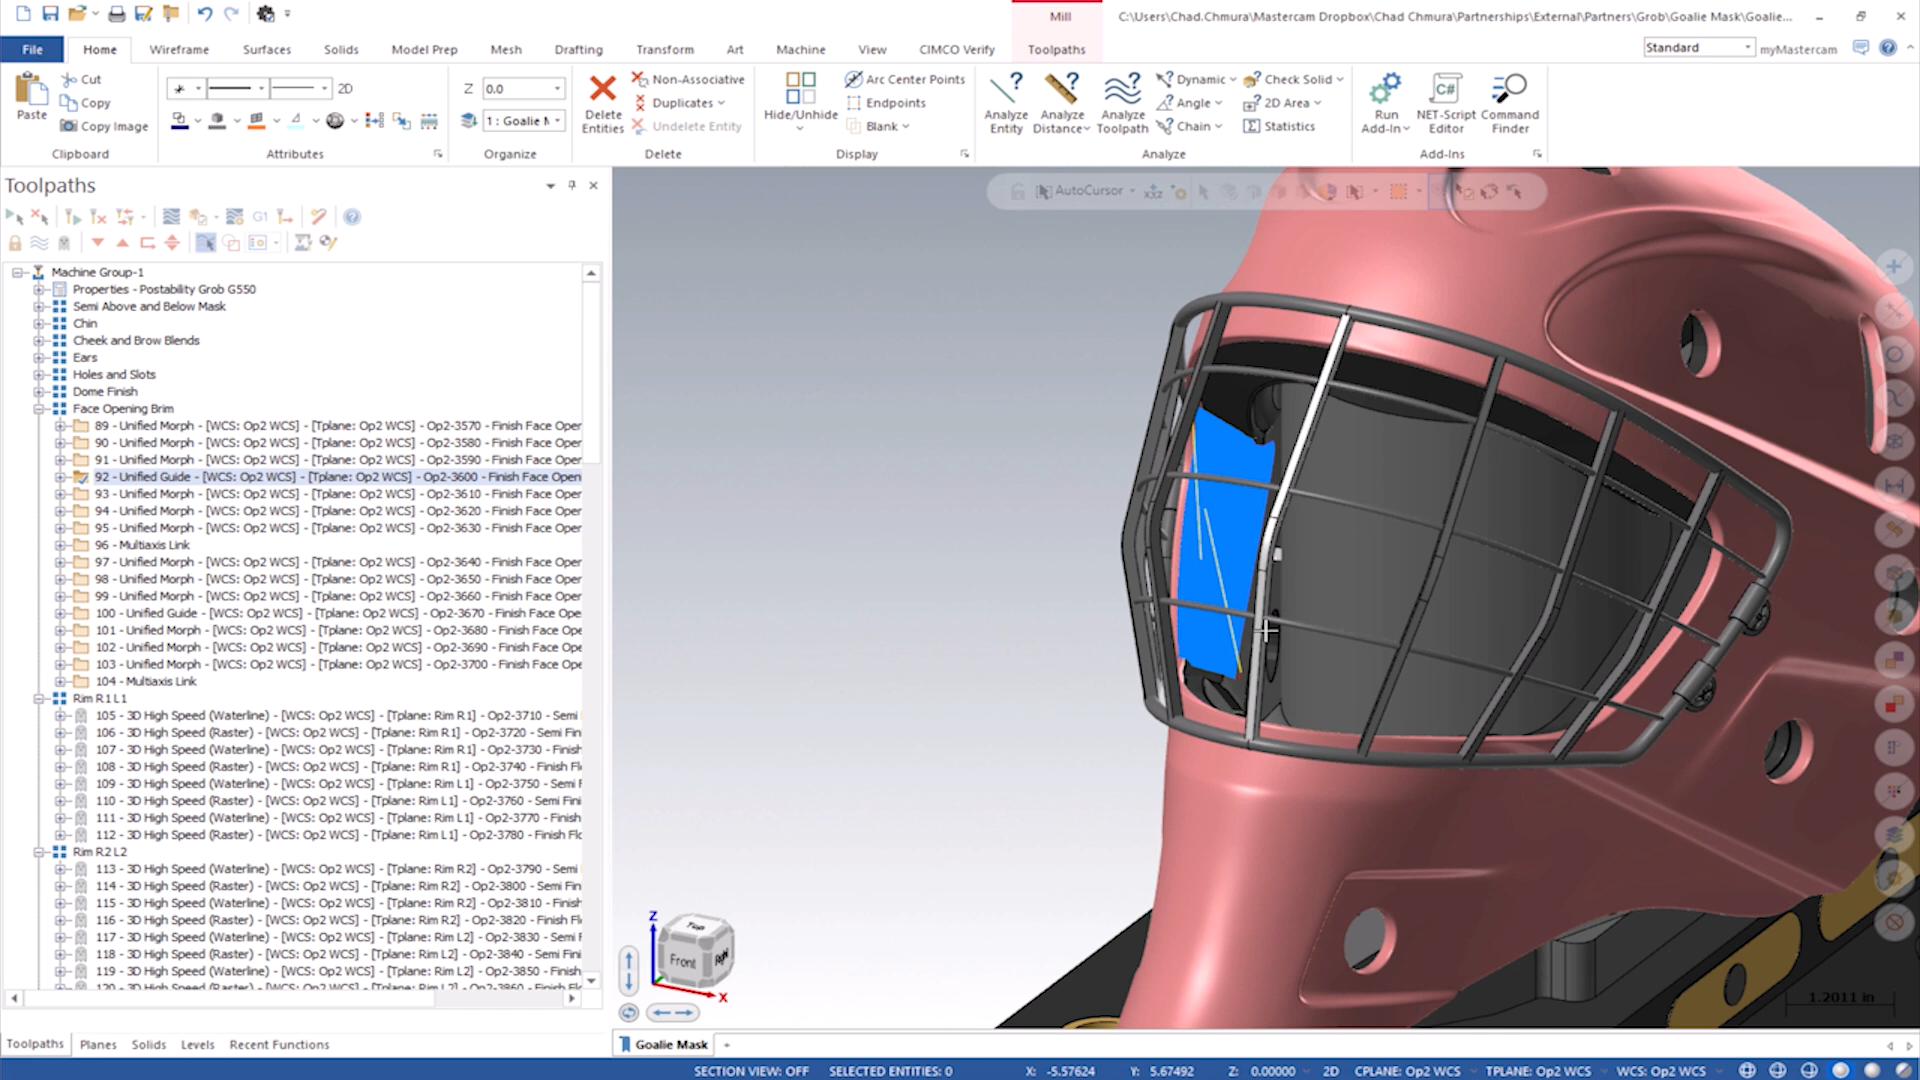 Mill
C:\Users\Chad.Chmura\Mastercam Dropbox\Chad Chmura\Partnerships\External\Partners\Grob\Goalie Mask\Goalie...
File
Home
Wireframe
Surfaces
Solids
Model Prep
Mesh
Drafting
Transform
Art
Machine
View
CIMCO Verify
Toolpaths
Standard
myMastercam
Paste
Cut
Copy
Copy Image
Clipboard
2D
Attributes
Z
0.0
1 : Goalie
Organize
Delete
Entities
Non-Associative
Duplicates
Undelete Entity
Delete
Hide/Unhide
Arc Center Points
Endpoints
Blank
Display
Analyze
Entity
Analyze
Distance
Analyze
Toolpath
Dynamic
Angle
Chain
Check Solid
2D Area
Statistics
Analyze
Run
Add-In
NET-Script
Editor
Command
Finder
Add-Ins
Toolpaths
G1
AutoCursor
Machine Group-1
Properties - Postability Grob G550
Semi Above and Below Mask
Chin
Cheek and Brow Blends
Ears
Holes and Slots
Dome Finish
Face Opening Brim
89 - Unified Morph - [WCS: Op2 WCS] - [Tplane: Op2 WCS] - Op2-3570 - Finish Face Oper
90 - Unified Morph - [WCS: Op2 WCS] - [Tplane: Op2 WCS] - Op2-3580 - Finish Face Oper
91 - Unified Morph - [WCS: Op2 WCS] - [Tplane: Op2 WCS] - Op2-3590 - Finish Face Oper
92 - Unified Guide - [WCS: Op2 WCS] - [Tplane: Op2 WCS] - Op2-3600 - Finish Face Open
93 - Unified Morph - [WCS: Op2 WCS] - [Tplane: Op2 WCS] - Op2-3610 - Finish Face Oper
94 - Unified Morph - [WCS: Op2 WCS] - [Tplane: Op2 WCS] - Op2-3620 - Finish Face Oper
95 - Unified Morph - [WCS: Op2 WCS] - [Tplane: Op2 WCS] - Op2-3630 - Finish Face Oper
96 - Multiaxis Link
97 - Unified Morph - [WCS: Op2 WCS] - [Tplane: Op2 WCS] - Op2-3640 - Finish Face Oper
98 - Unified Morph - [WCS: Op2 WCS] - [Tplane: Op2 WCS] - Op2-3650 - Finish Face Oper
99 - Unified Morph - [WCS: Op2 WCS] - [Tplane: Op2 WCS] - Op2-3660 - Finish Face Oper
100 - Unified Guide - [WCS: Op2 WCS] - [Tplane: Op2 WCS] - Op2-3670 - Finish Face Ope
101 - Unified Morph - [WCS: Op2 WCS] - [Tplane: Op2 WCS] - Op2-3680 - Finish Face Ope
102 - Unified Morph - [WCS: Op2 WCS] - [Tplane: Op2 WCS] - Op2-3690 - Finish Face Ope
103 - Unified Morph - [WCS: Op2 WCS] - [Tplane: Op2 WCS] - Op2-3700 - Finish Face Ope
104 - Multiaxis Link
Rim R1 L1
105 - 3D High Speed (Waterline) - [WCS: Op2 WCS] - [Tplane: Rim R1] - Op2-3710 - Semi
106 - 3D High Speed (Raster) - [WCS: Op2 WCS] - [Tplane: Rim R1] - Op2-3720 - Semi Fin
107 - 3D High Speed (Waterline) - [WCS: Op2 WCS] - [Tplane: Rim R1] - Op2-3730 - Finish
108 - 3D High Speed (Raster) - [WCS: Op2 WCS] - [Tplane: Rim R1] - Op2-3740 - Finish Fl
109 - 3D High Speed (Waterline) - [WCS: Op2 WCS] - [Tplane: Rim L1] - Op2-3750 - Semi F
110 - 3D High Speed (Raster) - [WCS: Op2 WCS] - [Tplane: Rim L1] - Op2-3760 - Semi Fini
111 - 3D High Speed (Waterline) - [WCS: Op2 WCS] - [Tplane: Rim L1] - Op2-3770 - Finish
112 - 3D High Speed (Raster) - [WCS: Op2 WCS] - [Tplane: Rim L1] - Op2-3780 - Finish Flo
Rim R2 L2
113 - 3D High Speed (Waterline) - [WCS: Op2 WCS] - [Tplane: Rim R2] - Op2-3790 - Semi
114 - 3D High Speed (Raster) - [WCS: Op2 WCS] - [Tplane: Rim R2] - Op2-3800 - Semi Fin
115 - 3D High Speed (Waterline) - [WCS: Op2 WCS] - [Tplane: Rim R2] - Op2-3810 - Finish
116 - 3D High Speed (Raster) - [WCS: Op2 WCS] - [Tplane: Rim R2] - Op2-3820 - Finish Fl
117 - 3D High Speed (Waterline) - [WCS: Op2 WCS] - [Tplane: Rim L2] - Op2-3830 - Semi F
118 - 3D High Speed (Raster) - [WCS: Op2 WCS] - [Tplane: Rim L2] - Op2-3840 - Semi Fini
119 - 3D High Speed (Waterline) - [WCS: Op2 WCS] - [Tplane: Rim L2] - Op2-3850 - Finish
120 - 3D High Speed (Raster) - [WCS: Op2 WCS] - [Tplane: Rim L2] - Op2-3860 - Finish Flo
Z
Top
Front
Right
X
1.2011 in
Toolpaths
Planes
Solids
Levels
Recent Functions
Goalie Mask
+
SECTION VIEW: OFF
SELECTED ENTITIES: 0
X: -5.57624
Y: 5.67492
Z: 0.00000
2D
CPLANE: Op2 WCS
TPLANE: Op2 WCS
WCS: Op2 WCS